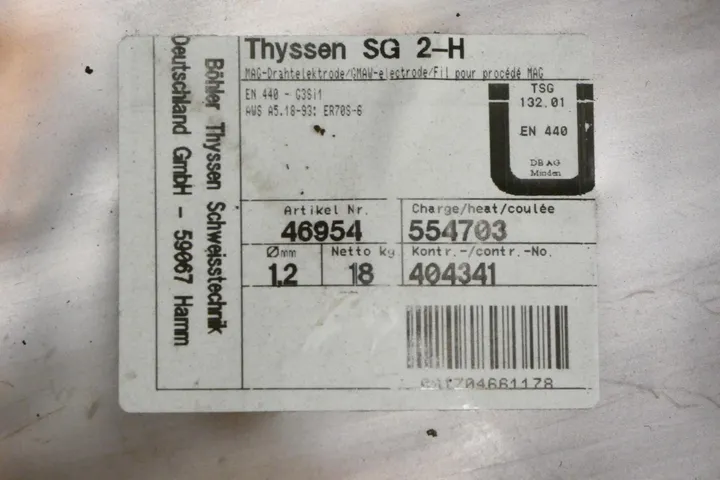 Thyssen SG 2-H
MAG-Drahtelektrode/GMAW-electrode/Fil pour procédé MAG
EN 440 - G3Si1
AWS A5.18-93: ER70S-6
TSG
132.01
EN 440
DB AG
Minden
Böhler Thyssen Schweisstechnik
Deutschland GmbH - 59067 Hamm
Artikel Nr.
46954
Charge/heat/coulée
554703
Ømm
1.2
Netto kg
18
Kontr.-/contr.-No.
404341